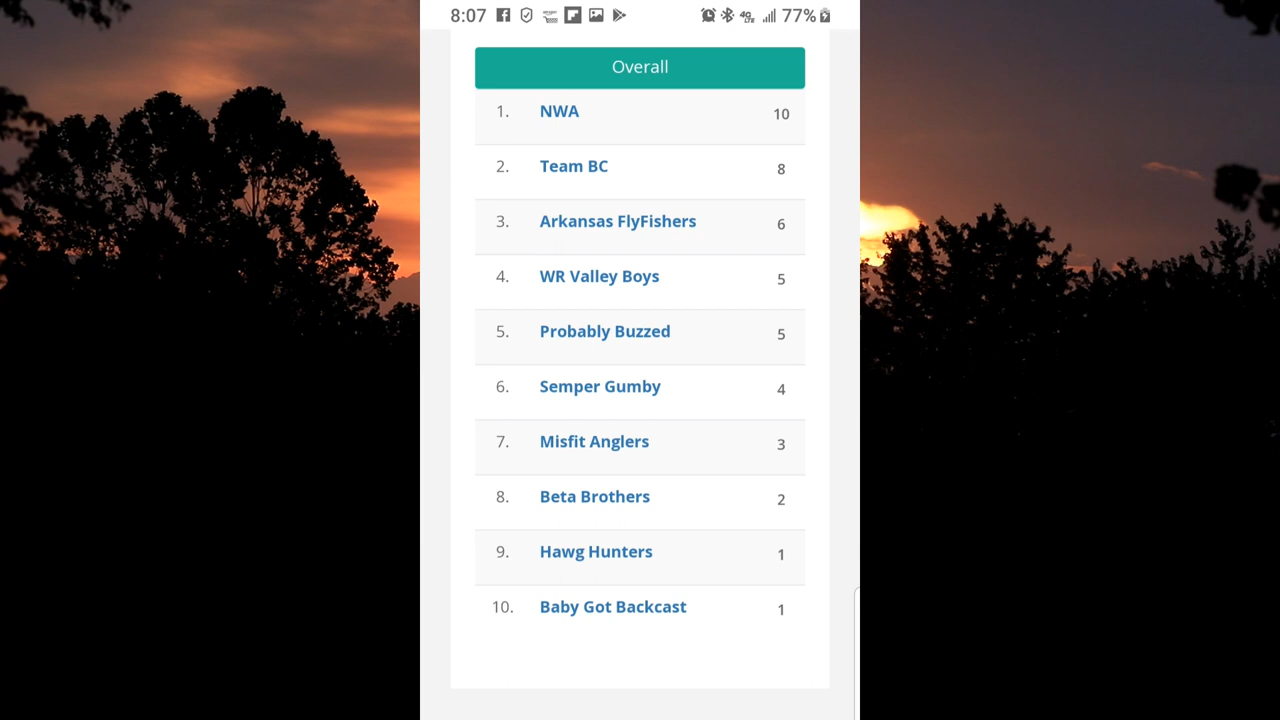 8:07 77%
Overall
1. NWA 10
2. Team BC 8
3. Arkansas FlyFishers 6
4. WR Valley Boys 5
5. Probably Buzzed 5
6. Semper Gumby 4
7. Misfit Anglers 3
8. Beta Brothers 2
9. Hawg Hunters 1
10. Baby Got Backcast 1